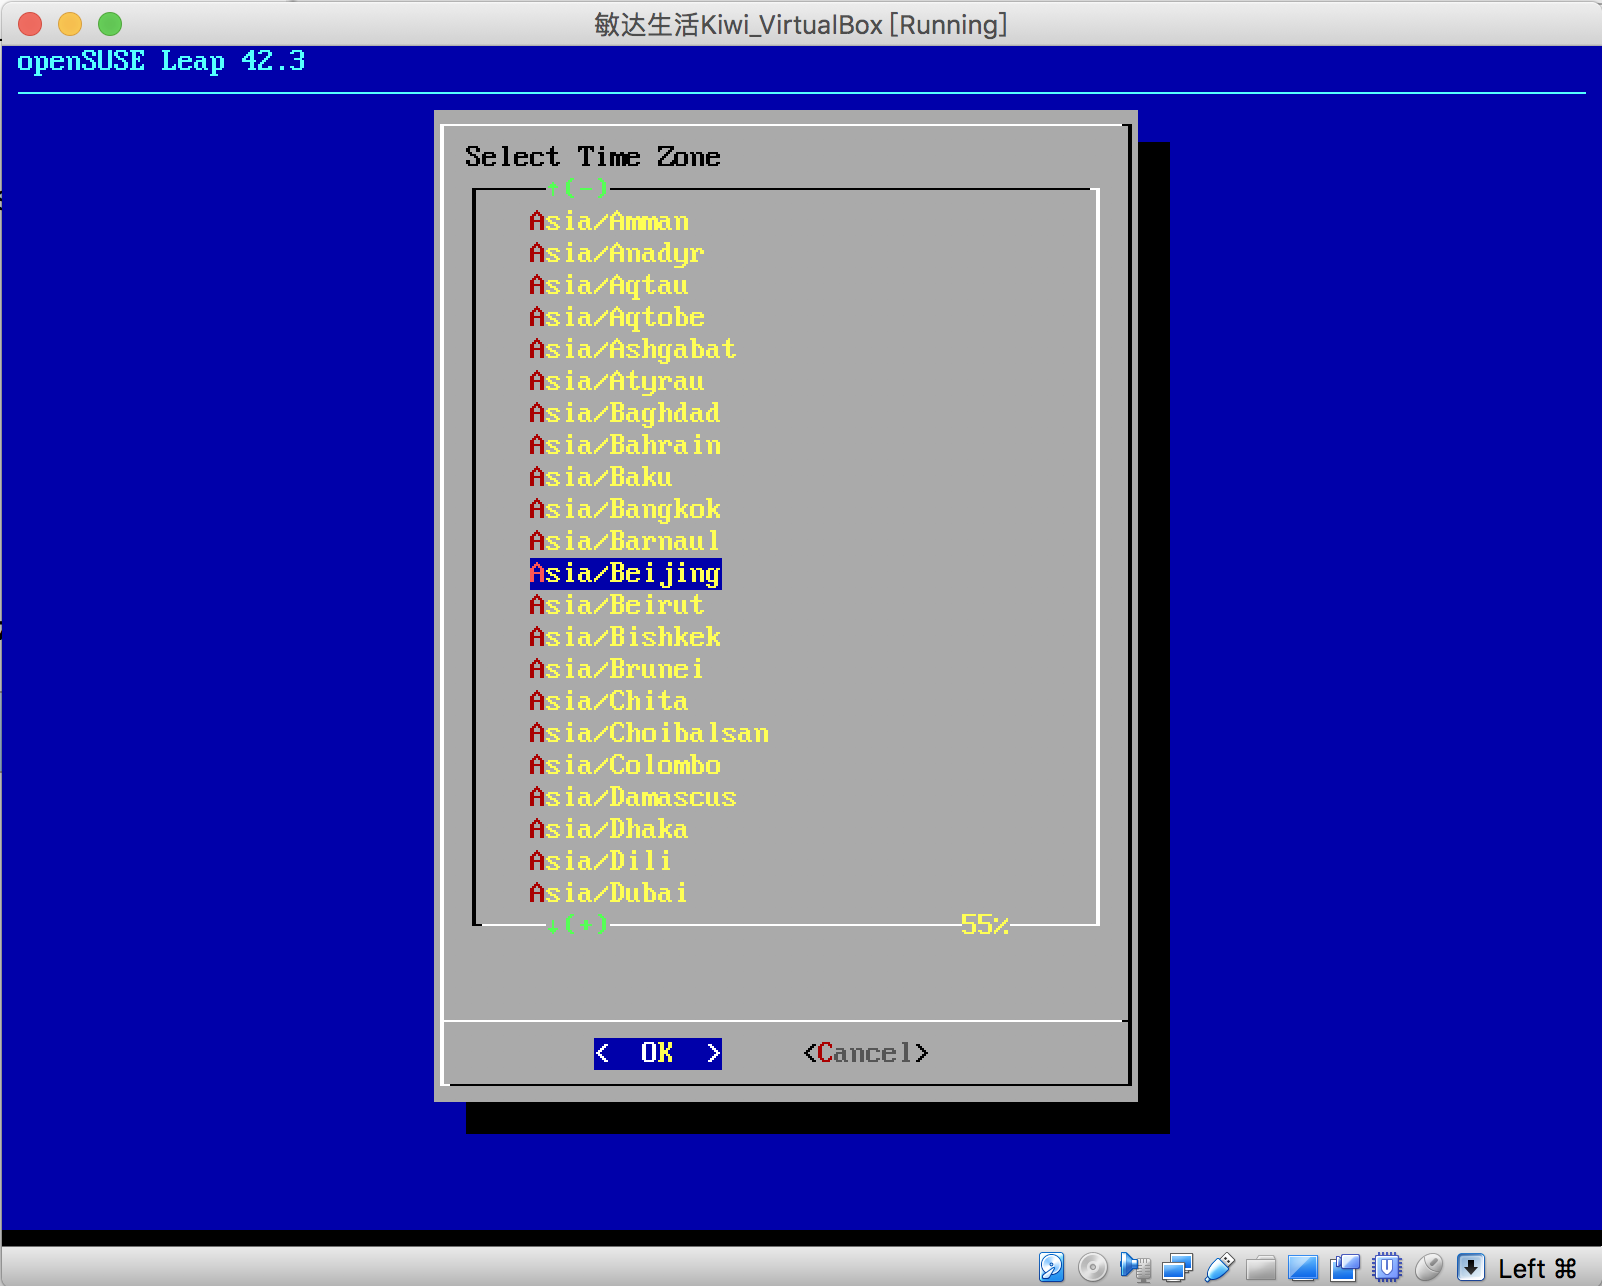 敏达生活Kiwi_VirtualBox [Running]
openSUSE Leap 42.3
Select Time Zone
↑(-)
Asia/Amman
Asia/Anadyr
Asia/Aqtau
Asia/Aqtobe
Asia/Ashgabat
Asia/Atyrau
Asia/Baghdad
Asia/Bahrain
Asia/Baku
Asia/Bangkok
Asia/Barnaul
Asia/Beijing
Asia/Beirut
Asia/Bishkek
Asia/Brunei
Asia/Chita
Asia/Choibalsan
Asia/Colombo
Asia/Damascus
Asia/Dhaka
Asia/Dili
Asia/Dubai
↓(+) 55%
< OK > <Cancel>
Left ⌘